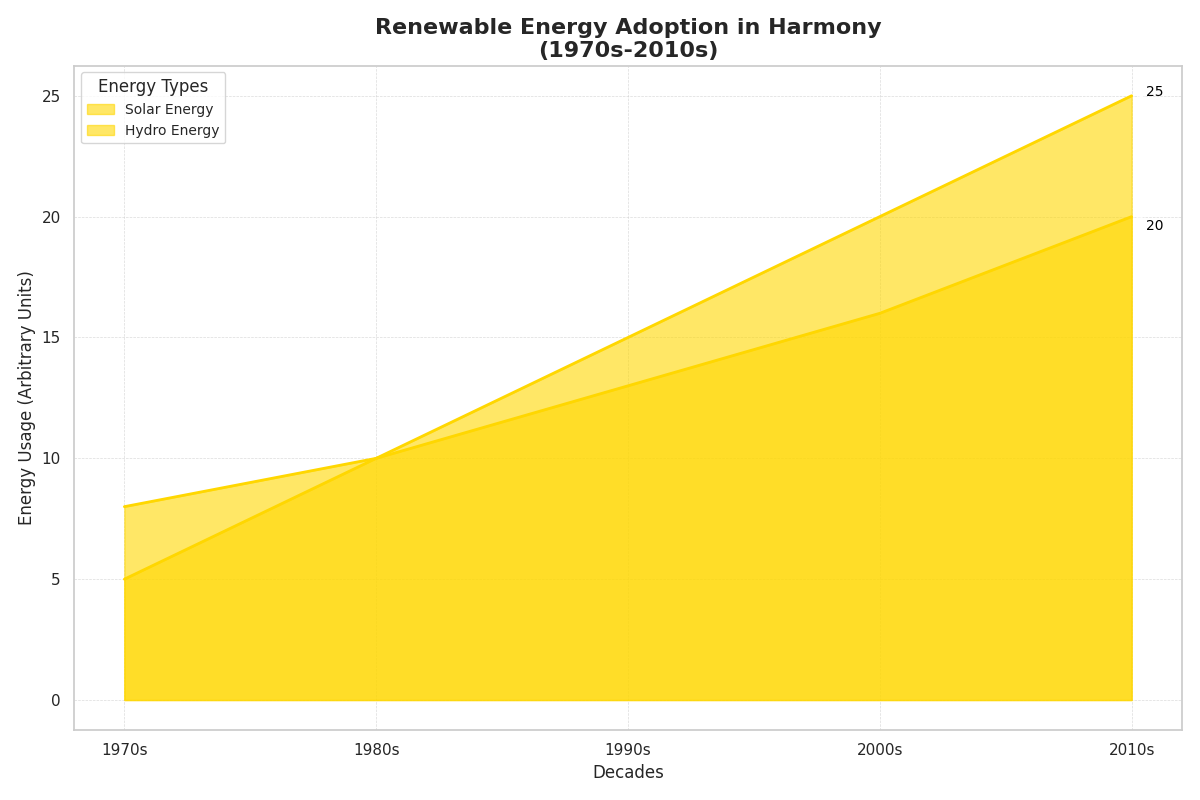 Renewable Energy Adoption in Harmony
(1970s-2010s)
Energy Types
Solar Energy
Hydro Energy
25
20
25
20
15
10
5
0
Energy Usage (Arbitrary Units)
1970s
1980s
1990s
2000s
2010s
Decades